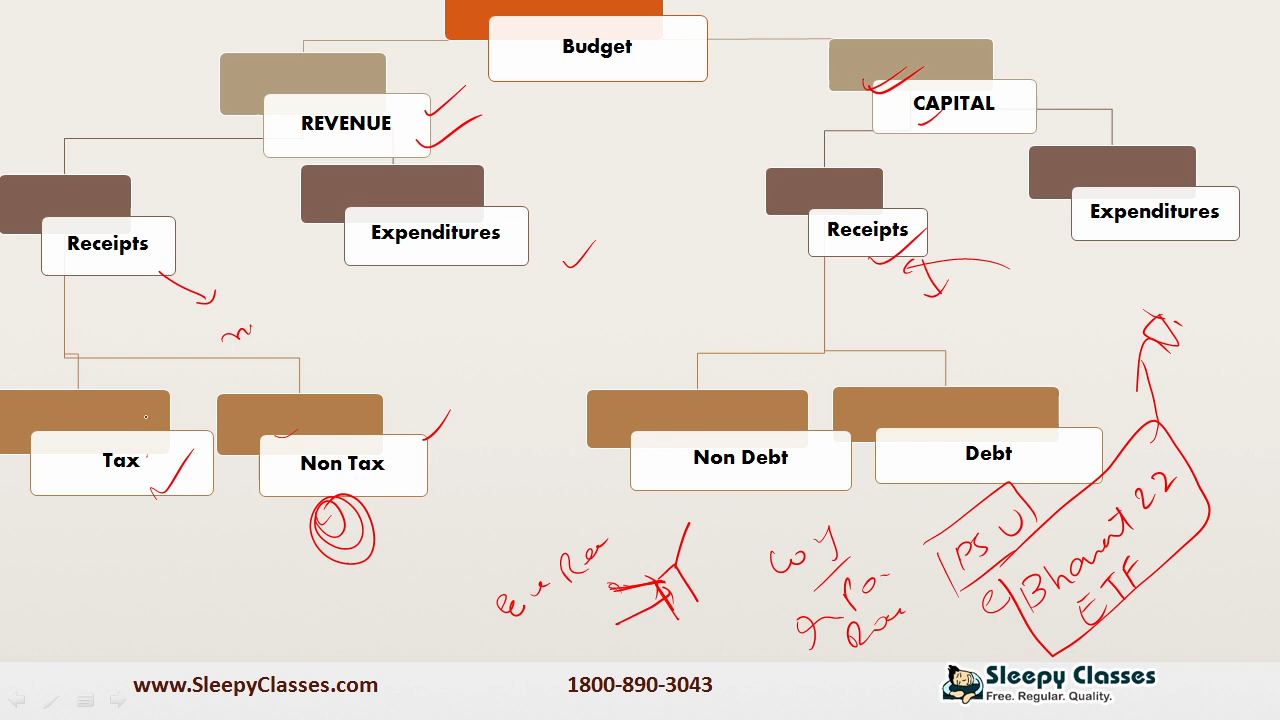 Budget
REVENUE
CAPITAL
Receipts
Expenditures
Receipts
Expenditures
Tax
Non Tax
Non Debt
Debt
PSU
Bharat 22
ETF
www.SleepyClasses.com
1800-890-3043
Sleepy Classes
Free. Regular. Quality.